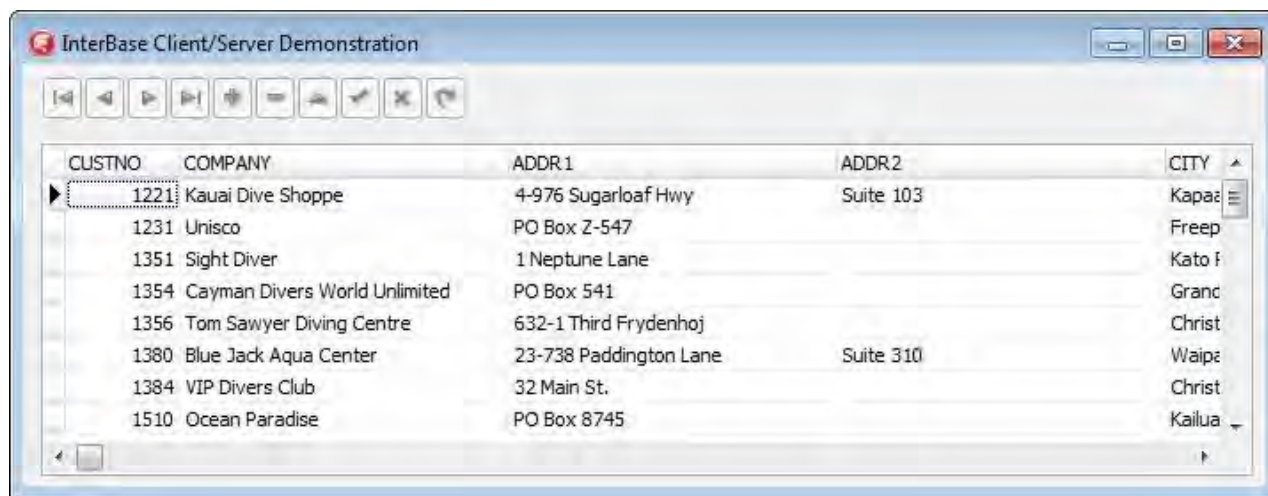 InterBase Client/Server Demonstration
CUSTNO COMPANY ADDR1 ADDR2 CITY
1221 Kauai Dive Shoppe 4-976 Sugarloaf Hwy Suite 103 Kapaa
1231 Unisco PO Box Z-547 Freep
1351 Sight Diver 1 Neptune Lane Kato
1354 Cayman Divers World Unlimited PO Box 541 Grand
1356 Tom Sawyer Diving Centre 632-1 Third Frydenhoj Christ
1380 Blue Jack Aqua Center 23-738 Paddington Lane Suite 310 Waipa
1384 VIP Divers Club 32 Main St. Christ
1510 Ocean Paradise PO Box 8745 Kailua